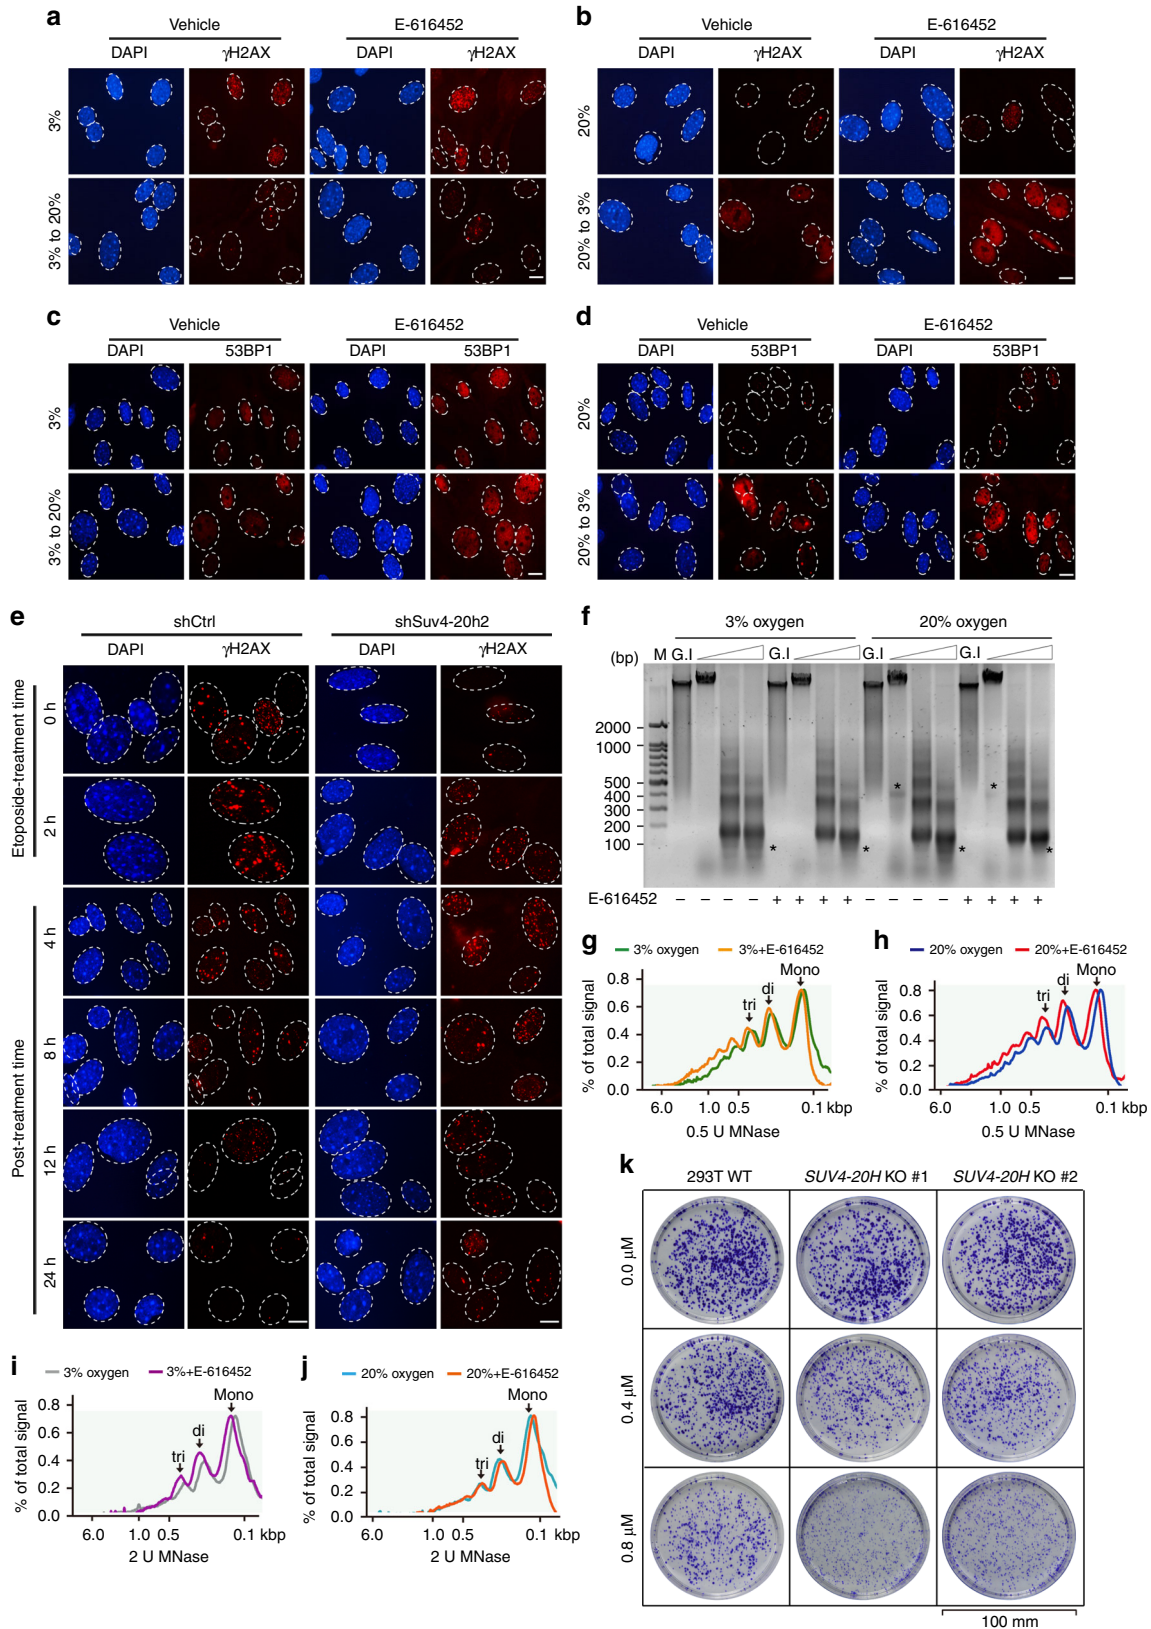 a
Vehicle E-616452
DAPI γH2AX DAPI γH2AX
3%
3% to 20%
b
Vehicle E-616452
DAPI γH2AX DAPI γH2AX
20%
20% to 3%
c
Vehicle E-616452
DAPI 53BP1 DAPI 53BP1
3%
3% to 20%
d
Vehicle E-616452
DAPI 53BP1 DAPI 53BP1
20%
20% to 3%
e
shCtrl shSuv4-20h2
DAPI γH2AX DAPI γH2AX
Etoposide-treatment time
0 h
2 h
Post-treatment time
4 h
8 h
12 h
24 h
f
3% oxygen 20% oxygen
(bp) M G.I G.I G.I G.I
2000
1000
500
400
300
200
100
* * * * * *
E-616452 – – – – + + + + – – – – + + + +
g
3% oxygen 3%+E-616452
Mono
di
tri
% of total signal
0.8
0.6
0.4
0.2
0.0
6.0 1.0 0.5 0.1 kbp
0.5 U MNase
h
20% oxygen 20%+E-616452
Mono
di
tri
% of total signal
0.8
0.6
0.4
0.2
0.0
6.0 1.0 0.5 0.1 kbp
0.5 U MNase
i
3% oxygen 3%+E-616452
Mono
di
tri
% of total signal
0.8
0.6
0.4
0.2
0.0
6.0 1.0 0.5 0.1 kbp
2 U MNase
j
20% oxygen 20%+E-616452
Mono
di
tri
% of total signal
0.8
0.6
0.4
0.2
0.0
6.0 1.0 0.5 0.1 kbp
2 U MNase
k
293T WT SUV4-20H KO #1 SUV4-20H KO #2
0.0 μM
0.4 μM
0.8 μM
100 mm